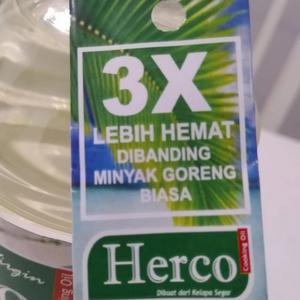 3X
LEBIH HEMAT
DIBANDING
MINYAK GORENG
BIASA
Herco
Cooking Oil
Dibuat dari Kelapa Segar